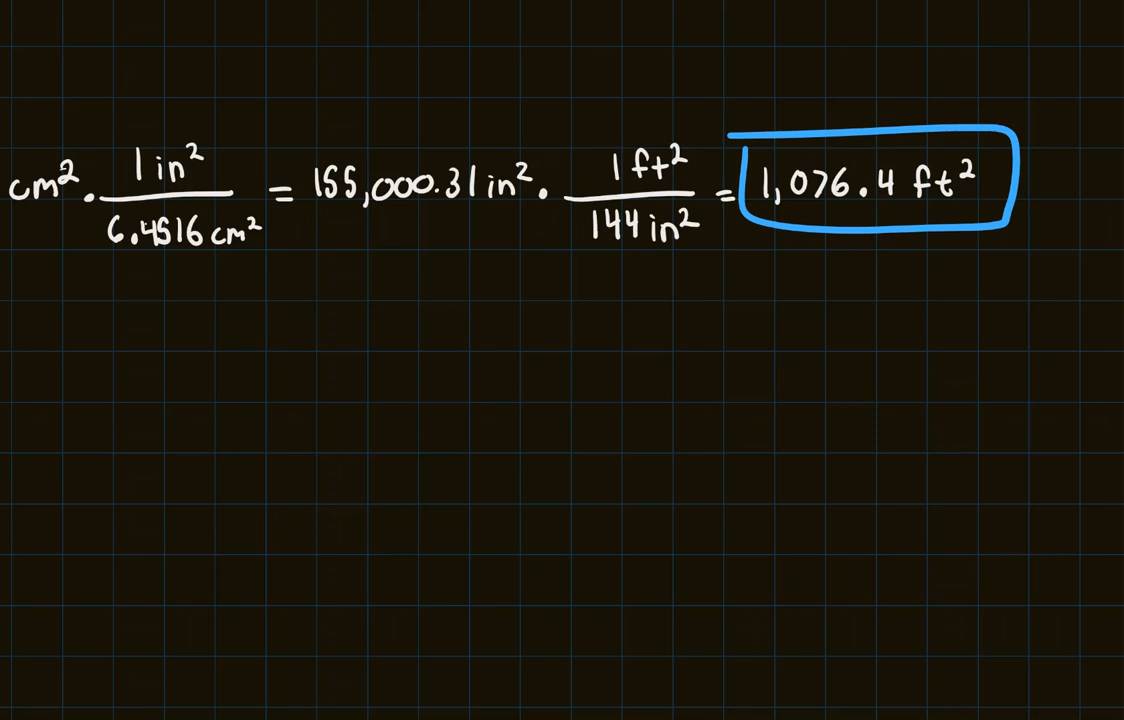 cm² · 1 in² / 6.4516 cm² = 155,000.31 in² · 1 ft² / 144 in² = 1,076.4 ft²